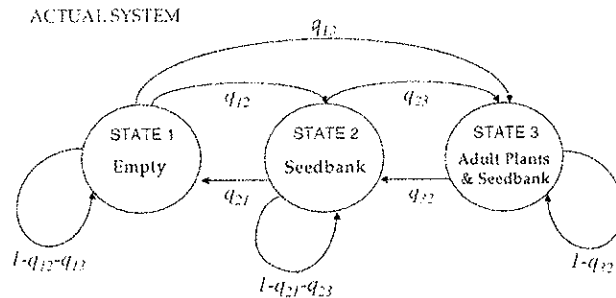 ACTUAL SYSTEM
q13
q12
q23
STATE 1
Empty
STATE 2
Seedbank
STATE 3
Adult Plants
& Seedbank
q21
q32
1-q12-q13
1-q21-q23
1-q32